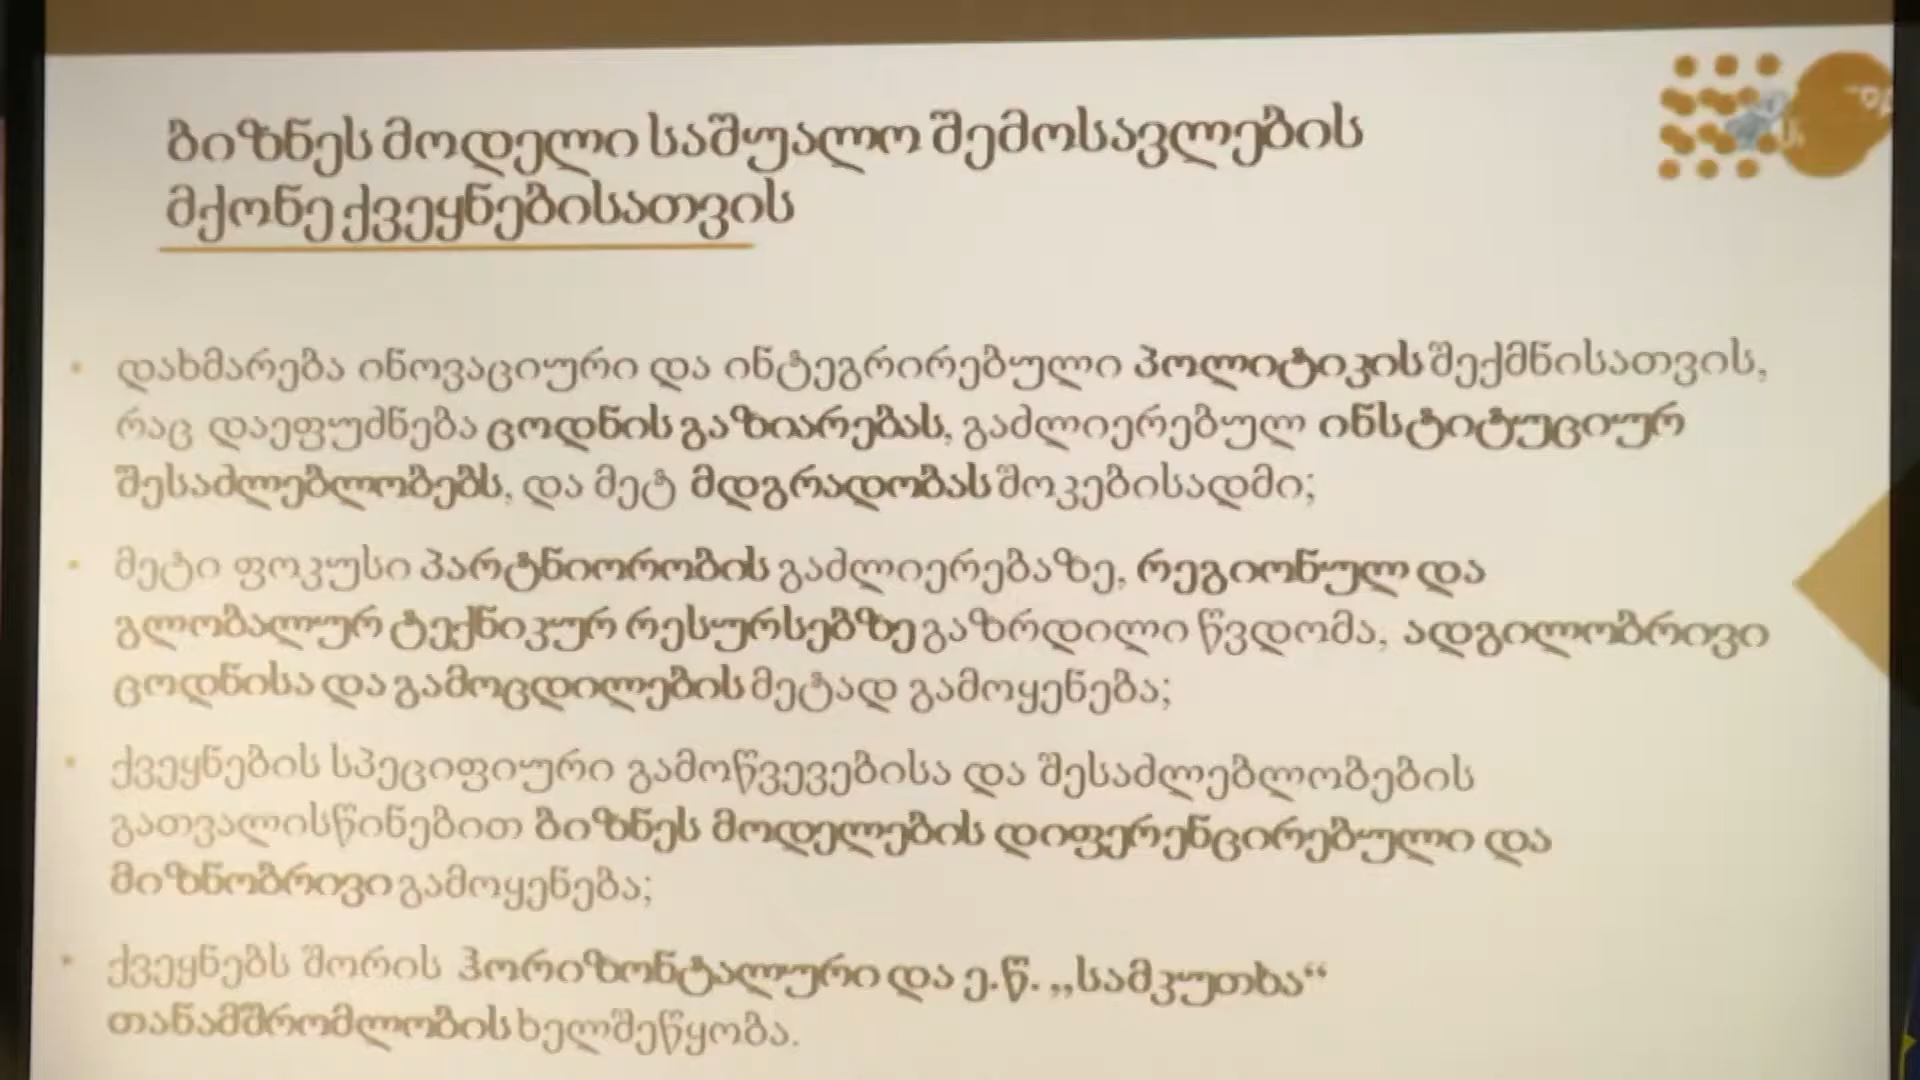 ბიზნეს მოდელი საშუალო შემოსავლების
მქონე ქვეყნებისათვის
• დახმარება ინოვაციური და ინტეგრირებული პოლიტიკის შექმნისათვის,
რაც დაეფუძნება ცოდნის გაზიარებას, გაძლიერებულ ინსტიტუციურ
შესაძლებლობებს, და მეტ მდგრადობას შოკებისადმი;
• მეტი ფოკუსი პარტნიორობის გაძლიერებაზე, რეგიონულ და
გლობალურ ტექნიკურ რესურსებზე გაზრდილი წვდომა, ადგილობრივი
ცოდნისა და გამოცდილების მეტად გამოყენება;
• ქვეყნების სპეციფიური გამოწვევებისა და შესაძლებლობების
გათვალისწინებით ბიზნეს მოდელების დიფერენცირებული და
მიზნობრივი გამოყენება;
• ქვეყნებს შორის ჰორიზონტალური და ე.წ. „სამკუთხა“
თანამშრომლობის ხელშეწყობა.